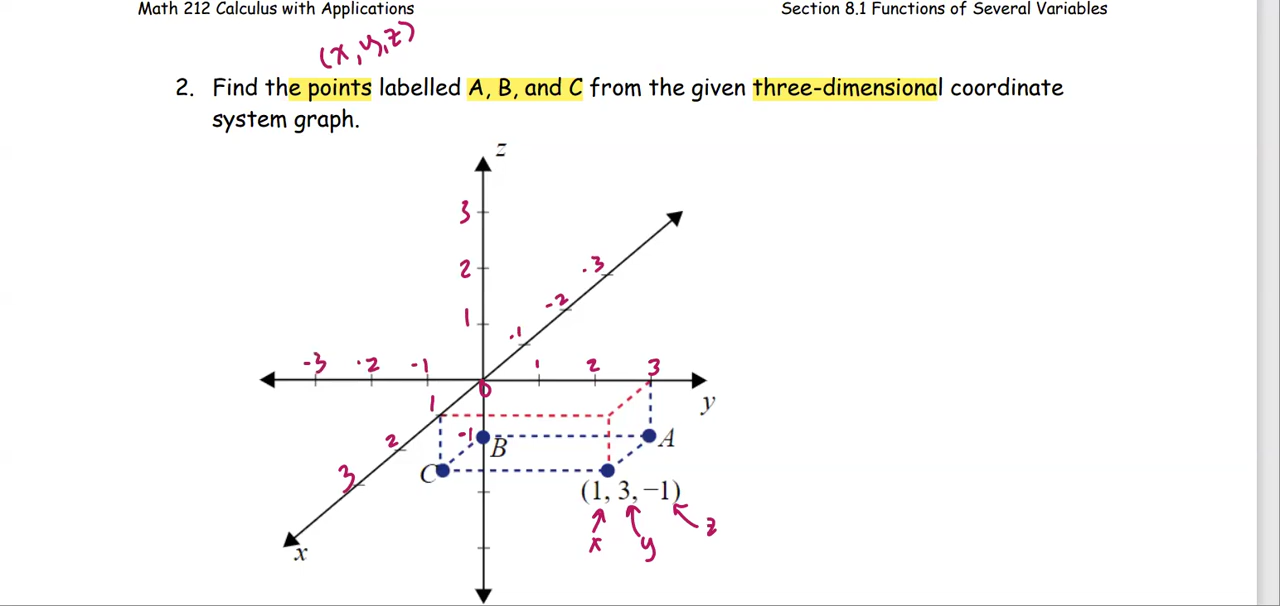 Math 212 Calculus with Applications Section 8.1 Functions of Several Variables
(x, y, z)
2. Find the points labelled A, B, and C from the given three-dimensional coordinate
system graph.
z
3
2
-3
-2
1
-1
-3 -2 -1 1 2 3
0
y
1
2
-1
B
A
3
C
(1, 3, -1)
x y z
x